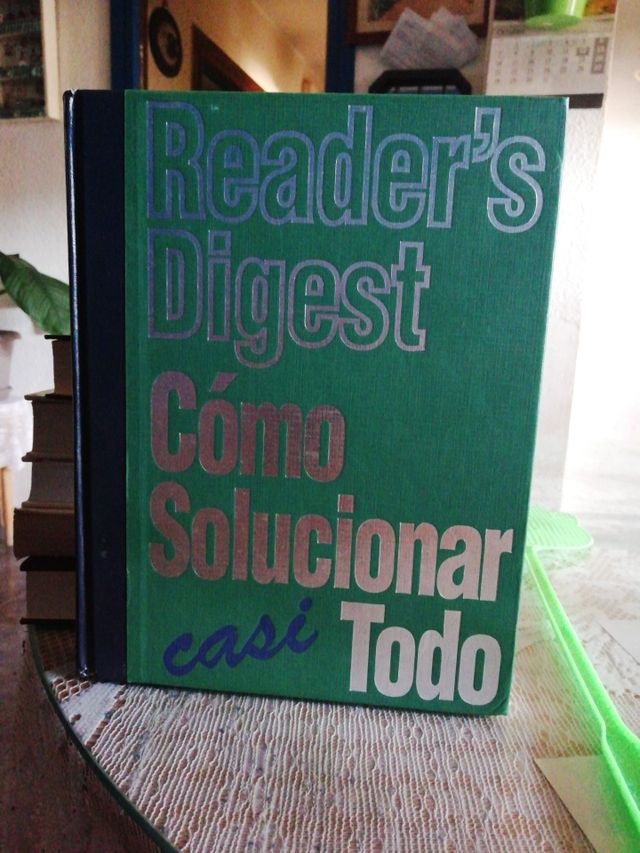 Reader's
Digest
Cómo
Solucionar
casi Todo